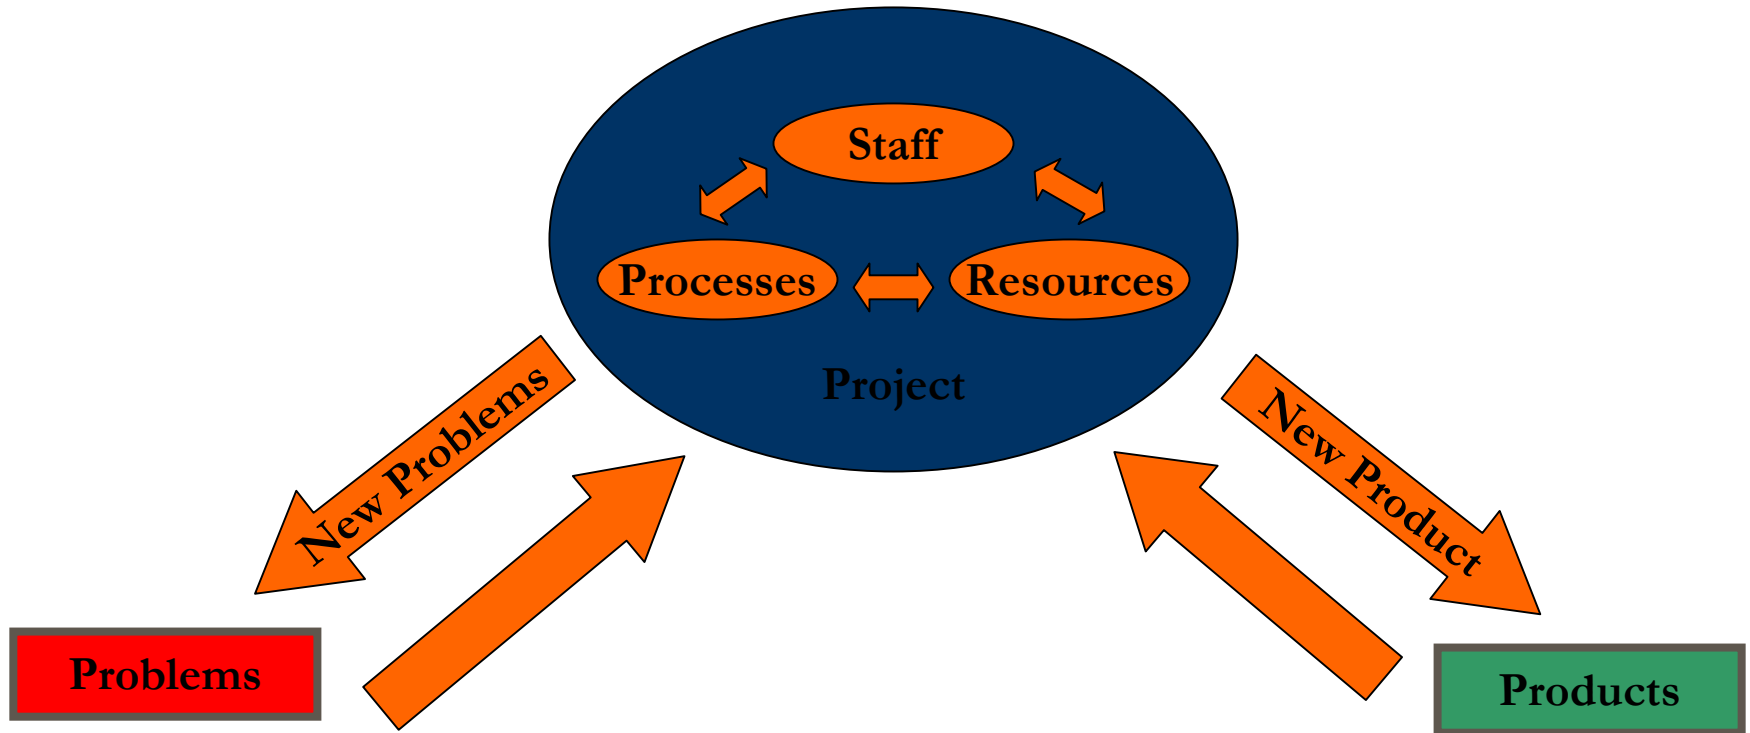 Staff
Processes
Resources
Project
New Problems
New Product
Problems
Products